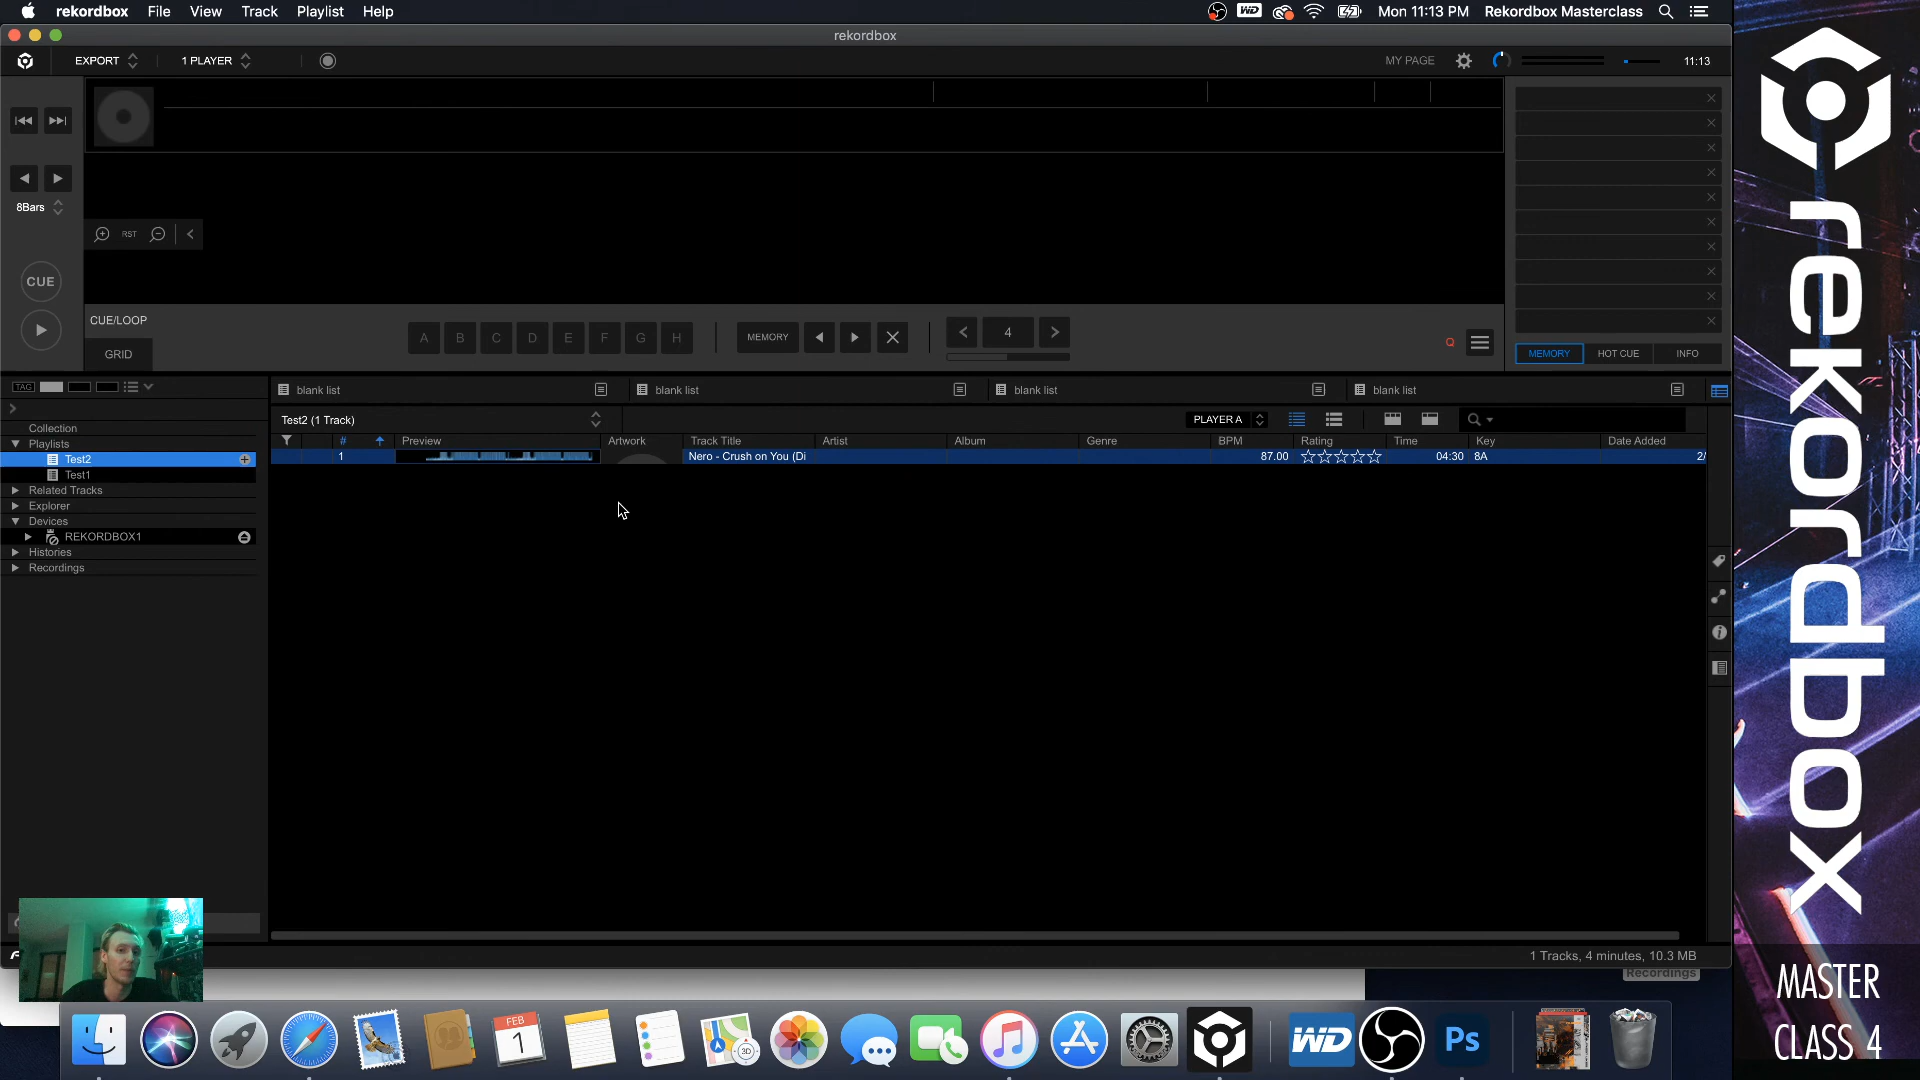 rekordbox File View Track Playlist Help
WD Mon 11:13 PM Rekordbox Masterclass
rekordbox
EXPORT 1 PLAYER MY PAGE 11:13
8Bars
RST
CUE
CUE/LOOP
GRID
A B C D E F G H MEMORY 4 Q
MEMORY HOT CUE INFO
TAG
blank list blank list blank list blank list
Test2 (1 Track) PLAYER A
# Preview Artwork Track Title Artist Album Genre BPM Rating Time Key Date Added
1 Nero - Crush on You (Di 87.00 04:30 8A 2/
Collection
Playlists
Test2
Test1
Related Tracks
Explorer
Devices
REKORDBOX1
Histories
Recordings
1 Tracks, 4 minutes, 10.3 MB
Recordings
FEB
1
3D
WD
Ps
rekordbox
MASTER
CLASS 4